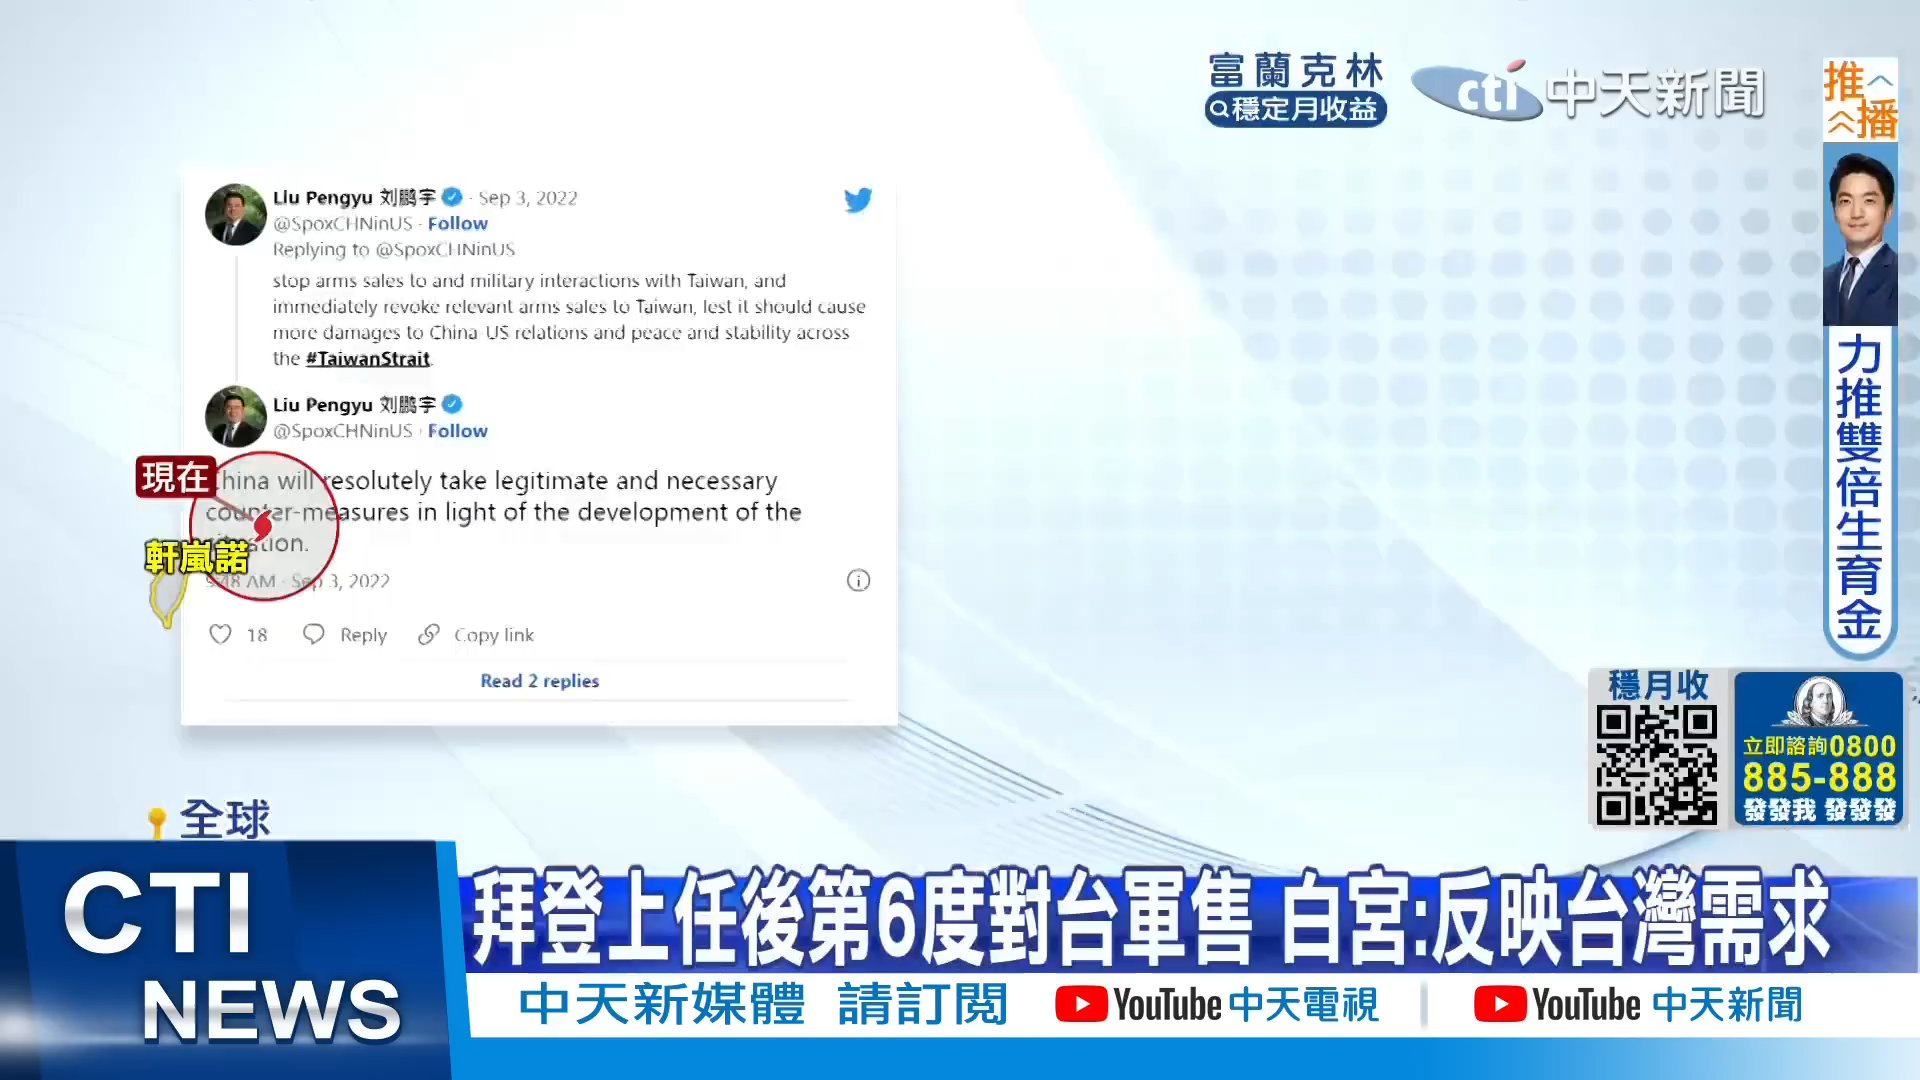 富蘭克林
穩定月收益
cti 中天新聞
推播
力推雙倍生育金
Liu Pengyu 刘鹏宇 · Sep 3, 2022
@SpoxCHNinUS · Follow
Replying to @SpoxCHNinUS
stop arms sales to and military interactions with Taiwan, and
immediately revoke relevant arms sales to Taiwan, lest it should cause
more damages to China-US relations and peace and stability across
the #TaiwanStrait.
Liu Pengyu 刘鹏宇
@SpoxCHNinUS · Follow
China will resolutely take legitimate and necessary
counter-measures in light of the development of the
situation.
現在
軒嵐諾
9:48 AM · Sep 3, 2022
18 Reply Copy link
Read 2 replies
穩月收
立即諮詢0800
885-888
發發我 發發發
全球
CTI
NEWS
拜登上任後第6度對台軍售 白宮:反映台灣需求
中天新媒體 請訂閱 YouTube 中天電視 YouTube 中天新聞